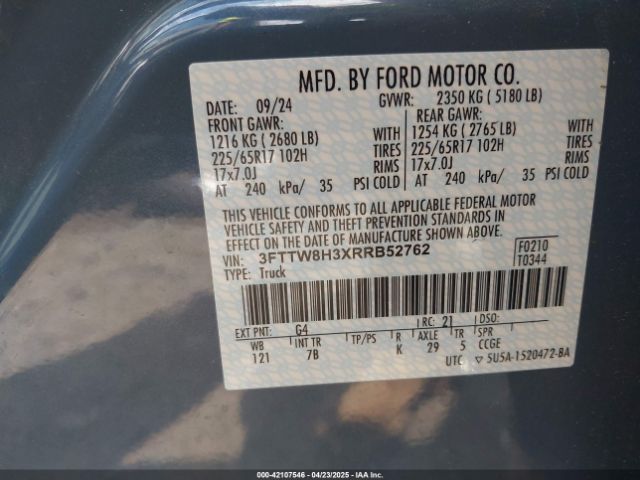 MFD. BY FORD MOTOR CO.
DATE: 09/24 GVWR: 2350 KG ( 5180 LB)
FRONT GAWR: REAR GAWR:
1216 KG ( 2680 LB) WITH 1254 KG ( 2765 LB) WITH
225/65R17 102H TIRES 225/65R17 102H TIRES
17x7.0J RIMS 17x7.0J RIMS
AT 240 kPa/ 35 PSI COLD AT 240 kPa/ 35 PSI COLD
THIS VEHICLE CONFORMS TO ALL APPLICABLE FEDERAL MOTOR
VEHICLE SAFETY AND THEFT PREVENTION STANDARDS IN
EFFECT ON THE DATE OF MANUFACTURE SHOWN ABOVE.
VIN: 3FTTW8H3XRRB52762 F0210
TYPE: Truck T0344
EXT PNT: G4 RC: 21 DSO:
WB INT TR TP/PS R AXLE TR SPR
121 7B K 29 5 CCGE
UTC ▽ 5U5A-1520472-BA
000-42107546 - 04/23/2025 - IAA Inc.